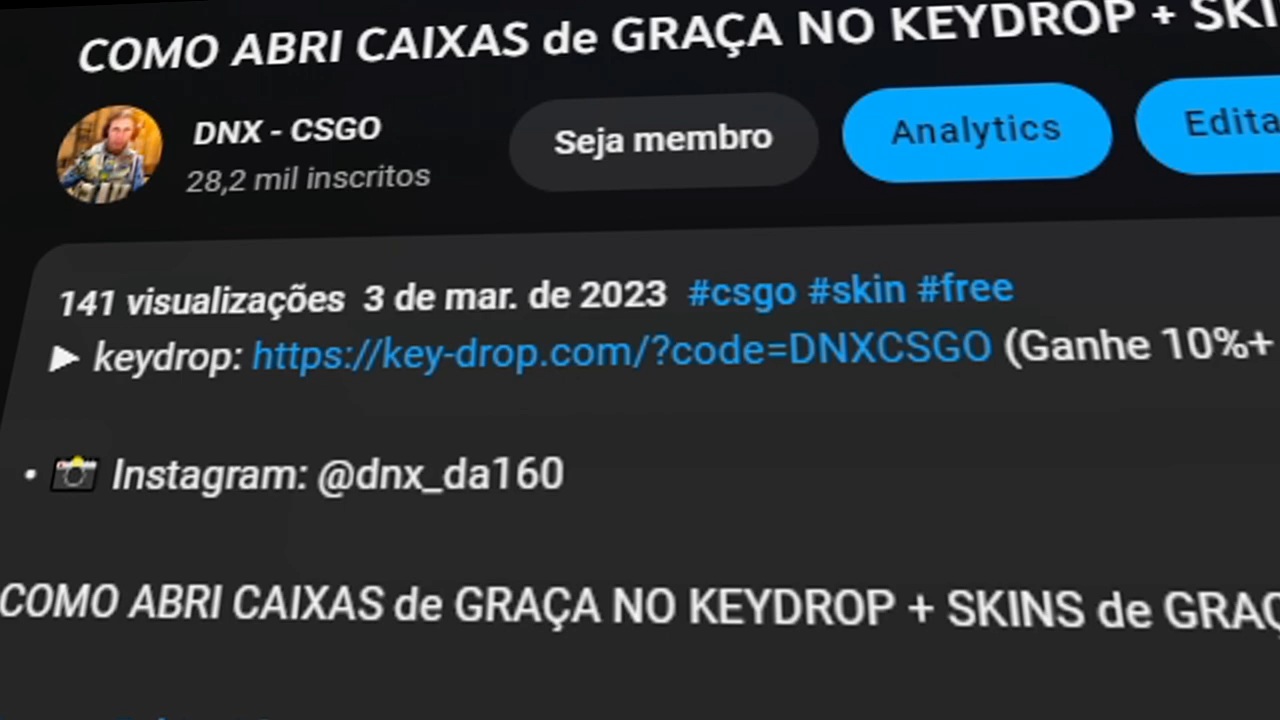 COMO ABRI CAIXAS de GRAÇA NO KEYDROP + SKI
DNX - CSGO
28,2 mil inscritos
Seja membro
Analytics
Edita
141 visualizações 3 de mar. de 2023 #csgo #skin #free
► keydrop: https://key-drop.com/?code=DNXCSGO (Ganhe 10%+
• 📸 Instagram: @dnx_da160
COMO ABRI CAIXAS de GRAÇA NO KEYDROP + SKINS de GRAÇ